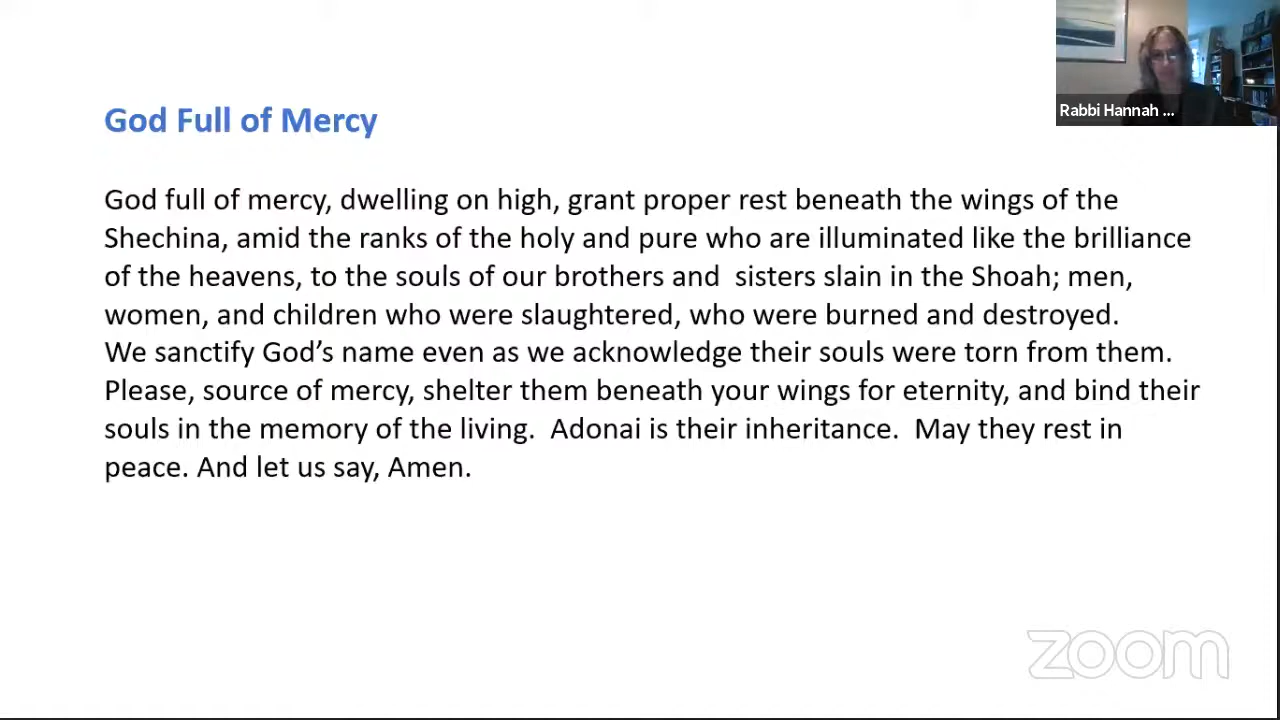 Rabbi Hannah ...
God Full of Mercy
God full of mercy, dwelling on high, grant proper rest beneath the wings of the
Shechina, amid the ranks of the holy and pure who are illuminated like the brilliance
of the heavens, to the souls of our brothers and  sisters slain in the Shoah; men,
women, and children who were slaughtered, who were burned and destroyed.
We sanctify God’s name even as we acknowledge their souls were torn from them.
Please, source of mercy, shelter them beneath your wings for eternity, and bind their
souls in the memory of the living.  Adonai is their inheritance.  May they rest in
peace. And let us say, Amen.
zoom